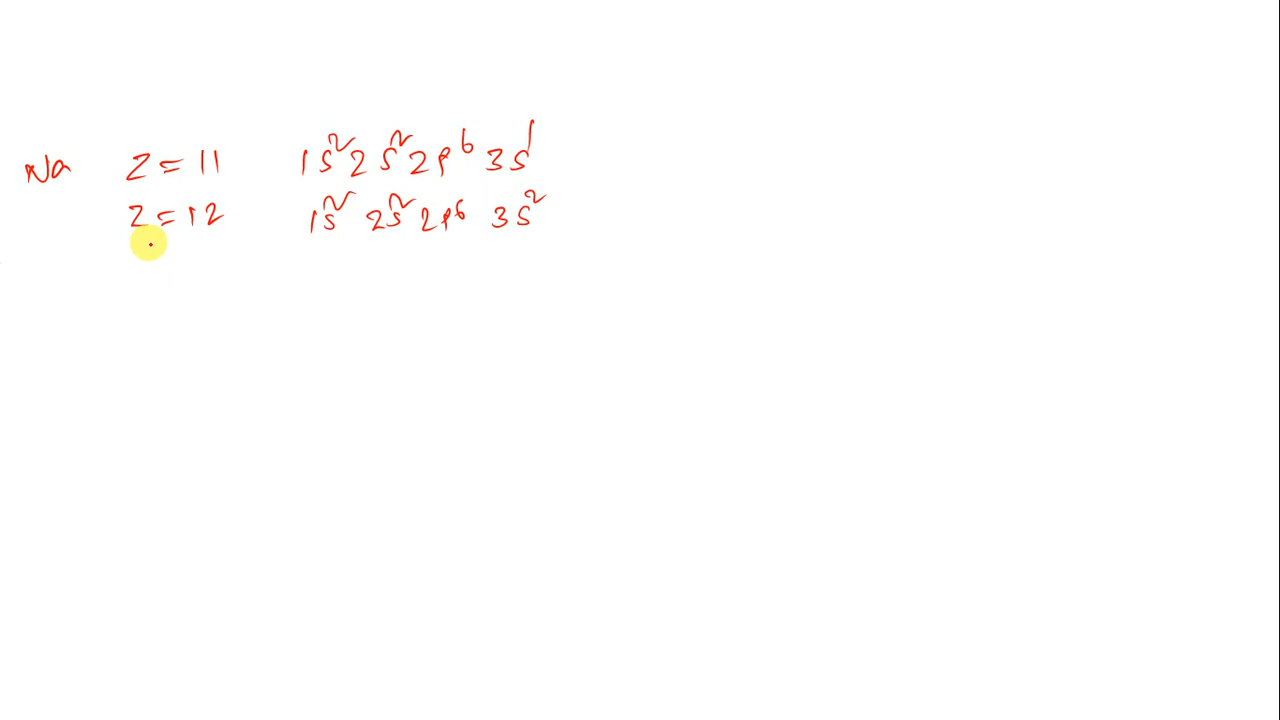 Na Z = 11 1s² 2s² 2p⁶ 3s¹
Z = 12 1s² 2s² 2p⁶ 3s²